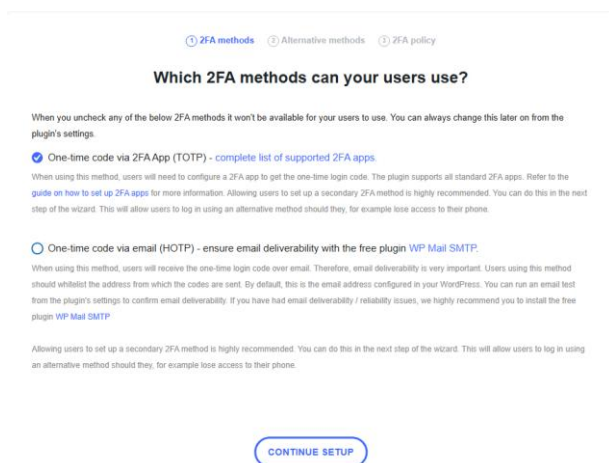 1 2FA methods 2 Alternative methods 3 2FA policy
Which 2FA methods can your users use?
When you uncheck any of the below 2FA methods it won't be available for your users to use. You can always change this later on from the
plugin's settings.
One-time code via 2FA App (TOTP) - complete list of supported 2FA apps.
When using this method, users will need to configure a 2FA app to get the one-time login code. The plugin supports all standard 2FA apps. Refer to the
guide on how to set up 2FA apps for more information. Allowing users to set up a secondary 2FA method is highly recommended. You can do this in the next
step of the wizard. This will allow users to log in using an alternative method should they, for example lose access to their phone.
One-time code via email (HOTP) - ensure email deliverability with the free plugin WP Mail SMTP.
When using this method, users will receive the one-time login code over email. Therefore, email deliverability is very important. Users using this method
should whitelist the address from which the codes are sent. By default, this is the email address configured in your WordPress. You can run an email test
from the plugin's settings to confirm email deliverability. If you have had email deliverability / reliability issues, we highly recommend you to install the free
plugin WP Mail SMTP
Allowing users to set up a secondary 2FA method is highly recommended. You can do this in the next step of the wizard. This will allow users to log in using
an alternative method should they, for example lose access to their phone.
CONTINUE SETUP